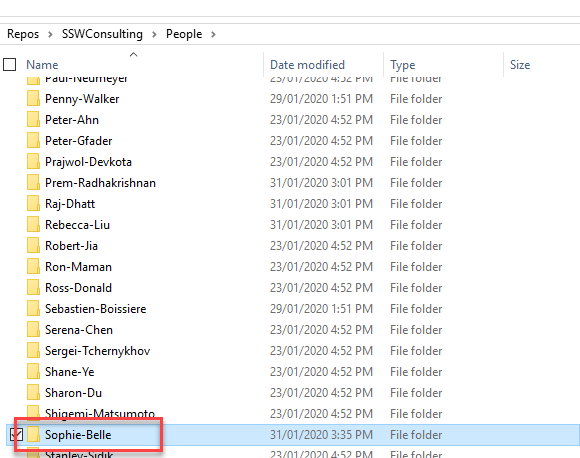 Repos > SSWConsulting > People >
Name Date modified Type Size
Paul-Neumeyer 23/01/2020 4:52 PM File folder
Penny-Walker 29/01/2020 1:51 PM File folder
Peter-Ahn 23/01/2020 4:52 PM File folder
Peter-Gfader 23/01/2020 4:52 PM File folder
Prajwol-Devkota 23/01/2020 4:52 PM File folder
Prem-Radhakrishnan 31/01/2020 3:01 PM File folder
Raj-Dhatt 31/01/2020 3:01 PM File folder
Rebecca-Liu 31/01/2020 3:01 PM File folder
Robert-Jia 23/01/2020 4:52 PM File folder
Ron-Maman 23/01/2020 4:52 PM File folder
Ross-Donald 23/01/2020 4:52 PM File folder
Sebastien-Boissiere 29/01/2020 1:51 PM File folder
Serena-Chen 23/01/2020 4:52 PM File folder
Sergei-Tchernykhov 23/01/2020 4:52 PM File folder
Shane-Ye 23/01/2020 4:52 PM File folder
Sharon-Du 23/01/2020 4:52 PM File folder
Shigemi-Matsumoto 23/01/2020 4:52 PM File folder
Sophie-Belle 31/01/2020 3:35 PM File folder
Stanley-Sidik 23/01/2020 4:52 PM File folder